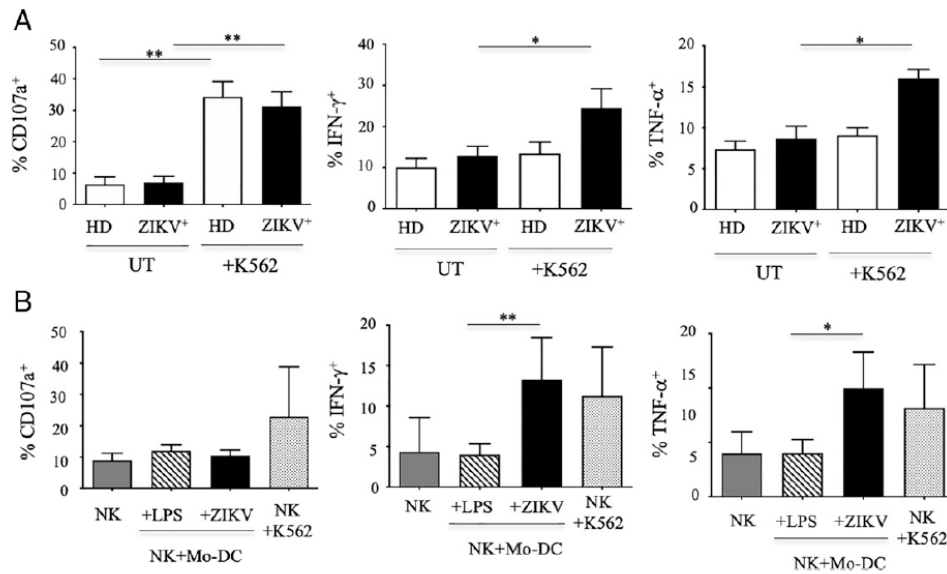 A
% CD107a⁺
50
40
30
20
10
0
**
**
HD
ZIKV⁺
HD
ZIKV⁺
UT
+K562
% IFN-γ⁺
40
30
20
10
0
*
HD
ZIKV⁺
HD
ZIKV⁺
UT
+K562
% TNF-α⁺
20
15
10
5
0
*
HD
ZIKV⁺
HD
ZIKV⁺
UT
+K562
B
% CD107a⁺
50
40
30
20
10
0
NK
+LPS
+ZIKV
NK
+K562
NK+Mo-DC
% IFN-γ⁺
20
15
10
5
0
**
NK
+LPS
+ZIKV
NK
+K562
NK+Mo-DC
% TNF-α⁺
20
15
10
5
0
*
NK
+LPS
+ZIKV
NK
+K562
NK+Mo-DC